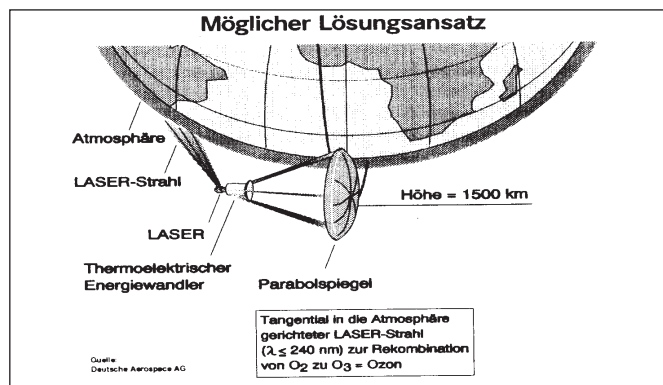 Möglicher Lösungsansatz
Atmosphäre
LASER-Strahl
LASER
Höhe = 1500 km
Thermoelektrischer
Energiewandler
Parabolspiegel
Tangential in die Atmosphäre
gerichteter LASER-Strahl
(λ ≤ 240 nm) zur Rekombination
von O₂ zu O₃ = Ozon
Quelle:
Deutsche Aerospace AG